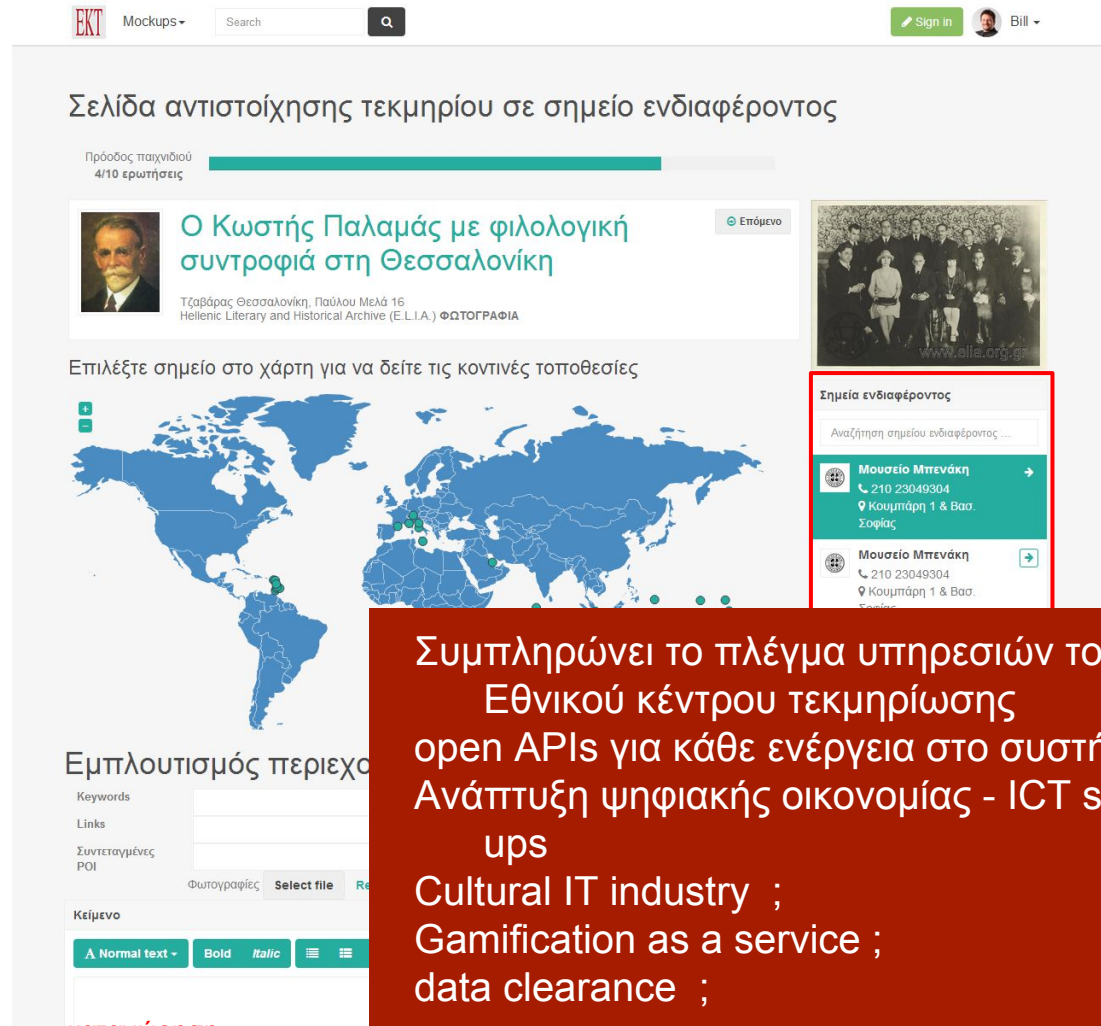 EKT Mockups Search Sign in Bill
Σελίδα αντιστοίχησης τεκμηρίου σε σημείο ενδιαφέροντος
Πρόοδος παιχνιδιού
4/10 ερωτήσεις
Ο Κωστής Παλαμάς με φιλολογική
συντροφιά στη Θεσσαλονίκη
Επόμενο
Τζαβάρας Θεσσαλονίκη, Παύλου Μελά 16
Hellenic Literary and Historical Archive (E.L.I.A.) ΦΩΤΟΓΡΑΦΙΑ
www.elia.org.gr
Επιλέξτε σημείο στο χάρτη για να δείτε τις κοντινές τοποθεσίες
+
-
Σημεία ενδιαφέροντος
Αναζήτηση σημείου ενδιαφέροντος ...
Μουσείο Μπενάκη
210 23049304
Κουμπάρη 1 & Βασ.
Σοφίας
Μουσείο Μπενάκη
210 23049304
Κουμπάρη 1 & Βασ.
Σοφίας
Εμπλουτισμός περιεχο
Keywords
Links
Συντεταγμένες
POI
Φωτογραφίες Select file Re
Κείμενο
A Normal text Bold Italic
Συμπληρώνει το πλέγμα υπηρεσιών το
Εθνικού κέντρου τεκμηρίωσης
open APIs για κάθε ενέργεια στο συστή
Ανάπτυξη ψηφιακής οικονομίας - ICT s
ups
Cultural IT industry ;
Gamification as a service ;
data clearance ;